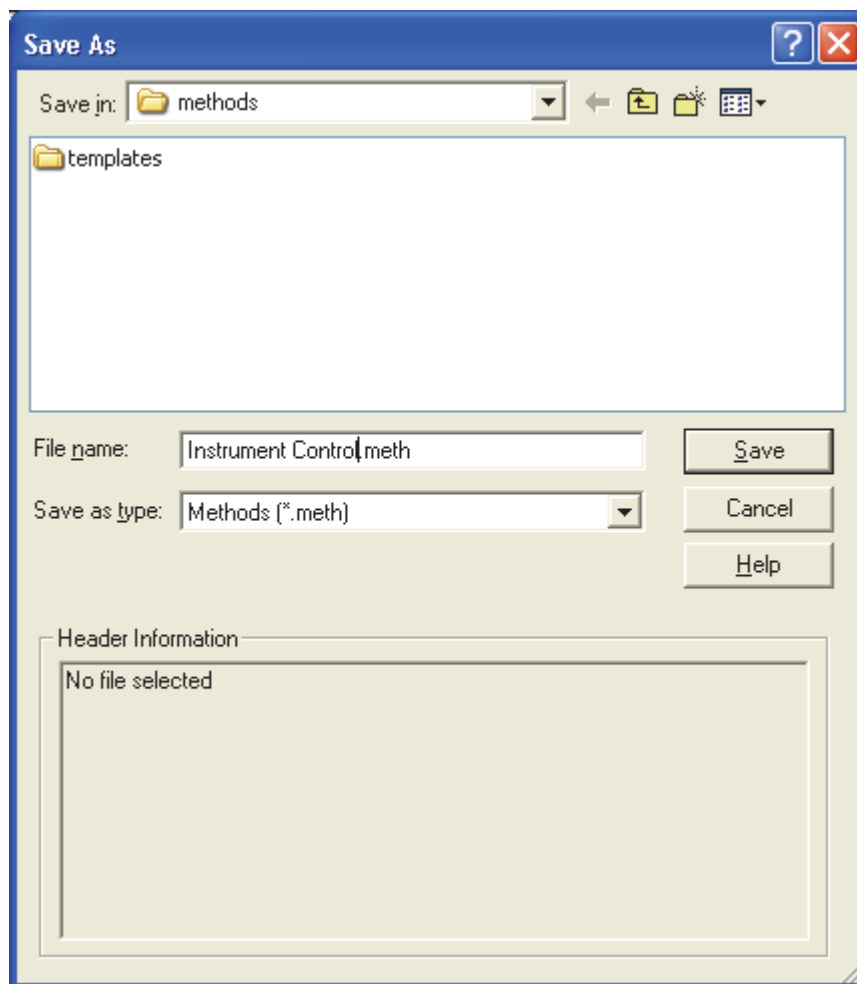 Save As
?
Save in: methods
templates
File name: Instrument Control.meth Save
Save as type: Methods (*.meth) Cancel
Help
Header Information
No file selected